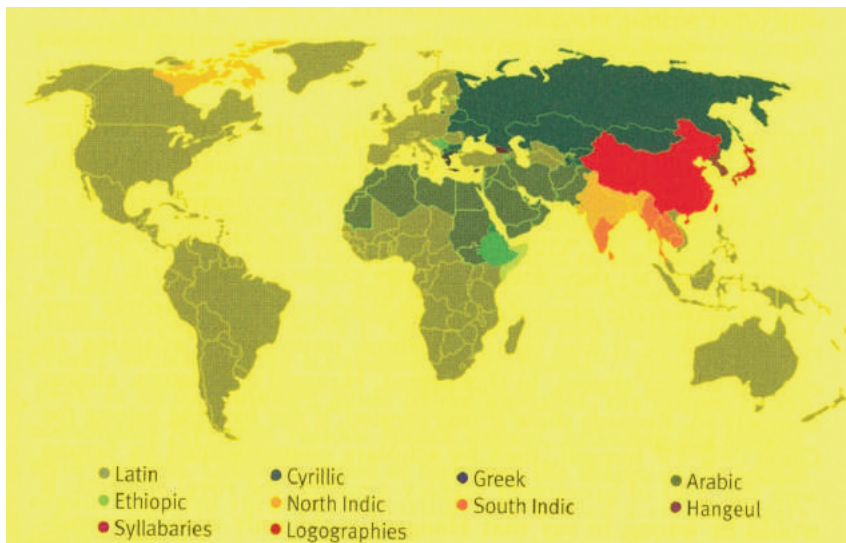 Latin Cyrillic Greek Arabic
Ethiopic North Indic South Indic Hangeul
Syllabaries Logographies